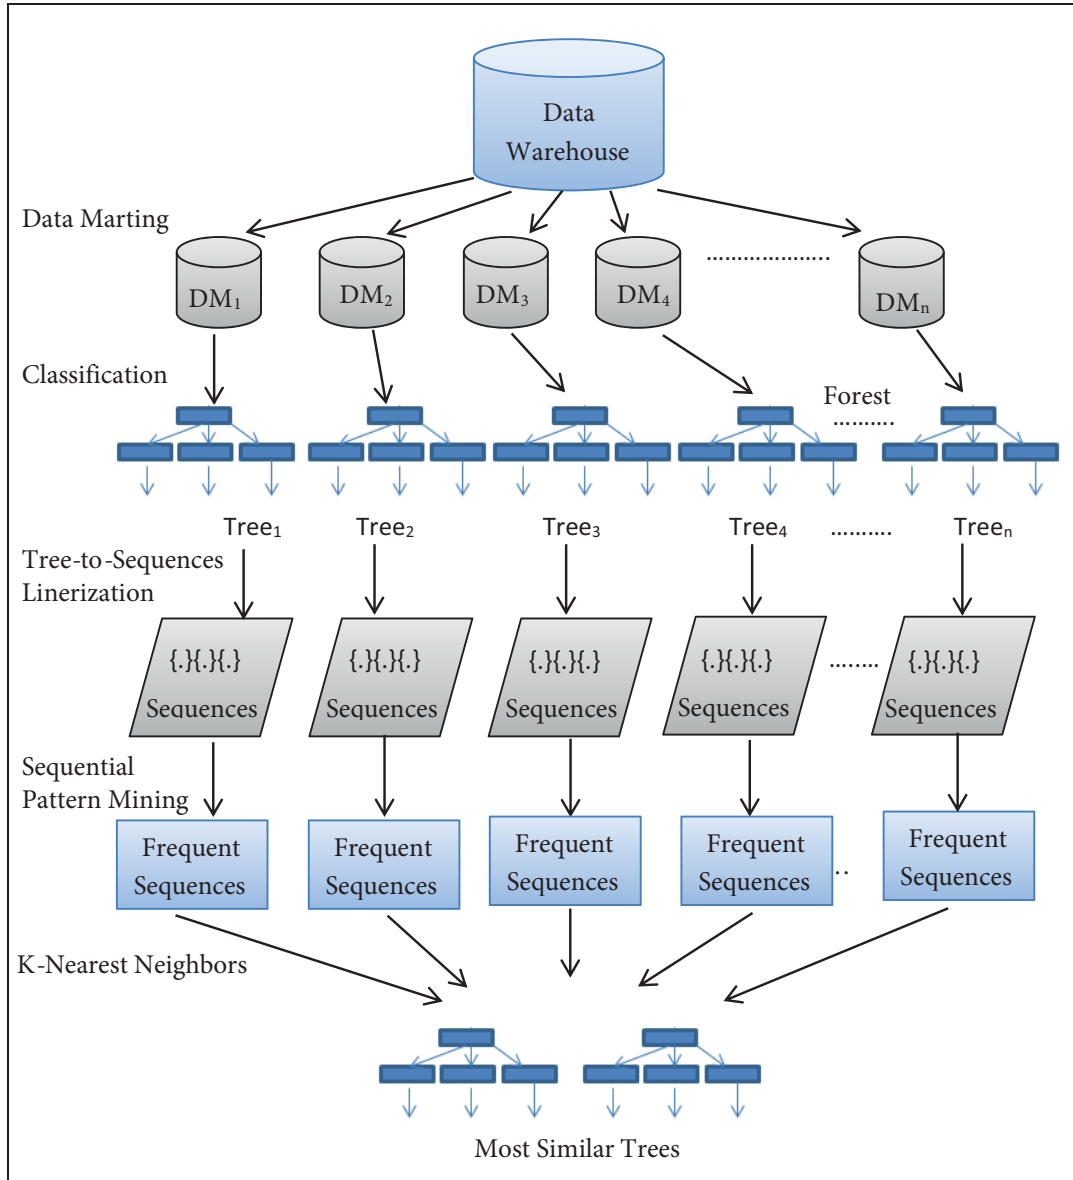 Data
Warehouse
Data Marting
DM₁ DM₂ DM₃ DM₄ ……………….. DMₙ
Classification
Forest
……….
Tree₁ Tree₂ Tree₃ Tree₄ ………. Treeₙ
Tree-to-Sequences
Linerization
{.}{.}{.} {.}{.}{.} {.}{.}{.} {.}{.}{.} …..... {.}{.}{.}
Sequences Sequences Sequences Sequences Sequences
Sequential
Pattern Mining
Frequent Frequent Frequent Frequent Frequent
Sequences Sequences Sequences Sequences .. Sequences
K-Nearest Neighbors
Most Similar Trees